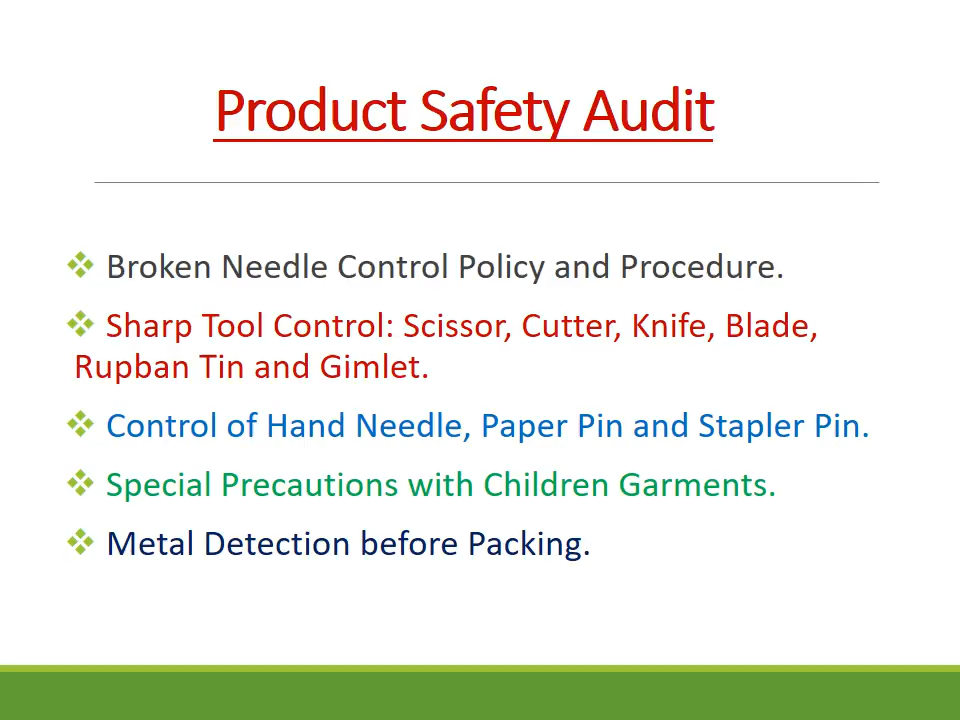 Product Safety Audit
Broken Needle Control Policy and Procedure.
Sharp Tool Control: Scissor, Cutter, Knife, Blade,
Rupban Tin and Gimlet.
Control of Hand Needle, Paper Pin and Stapler Pin.
Special Precautions with Children Garments.
Metal Detection before Packing.